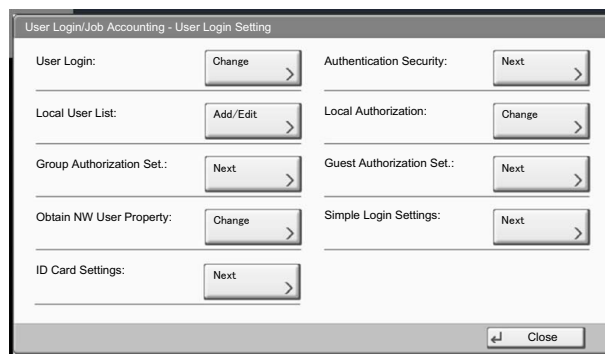 User Login/Job Accounting - User Login Setting
User Login: Change Authentication Security: Next
Local User List: Add/Edit Local Authorization: Change
Group Authorization Set.: Next Guest Authorization Set.: Next
Obtain NW User Property: Change Simple Login Settings: Next
ID Card Settings: Next
Close